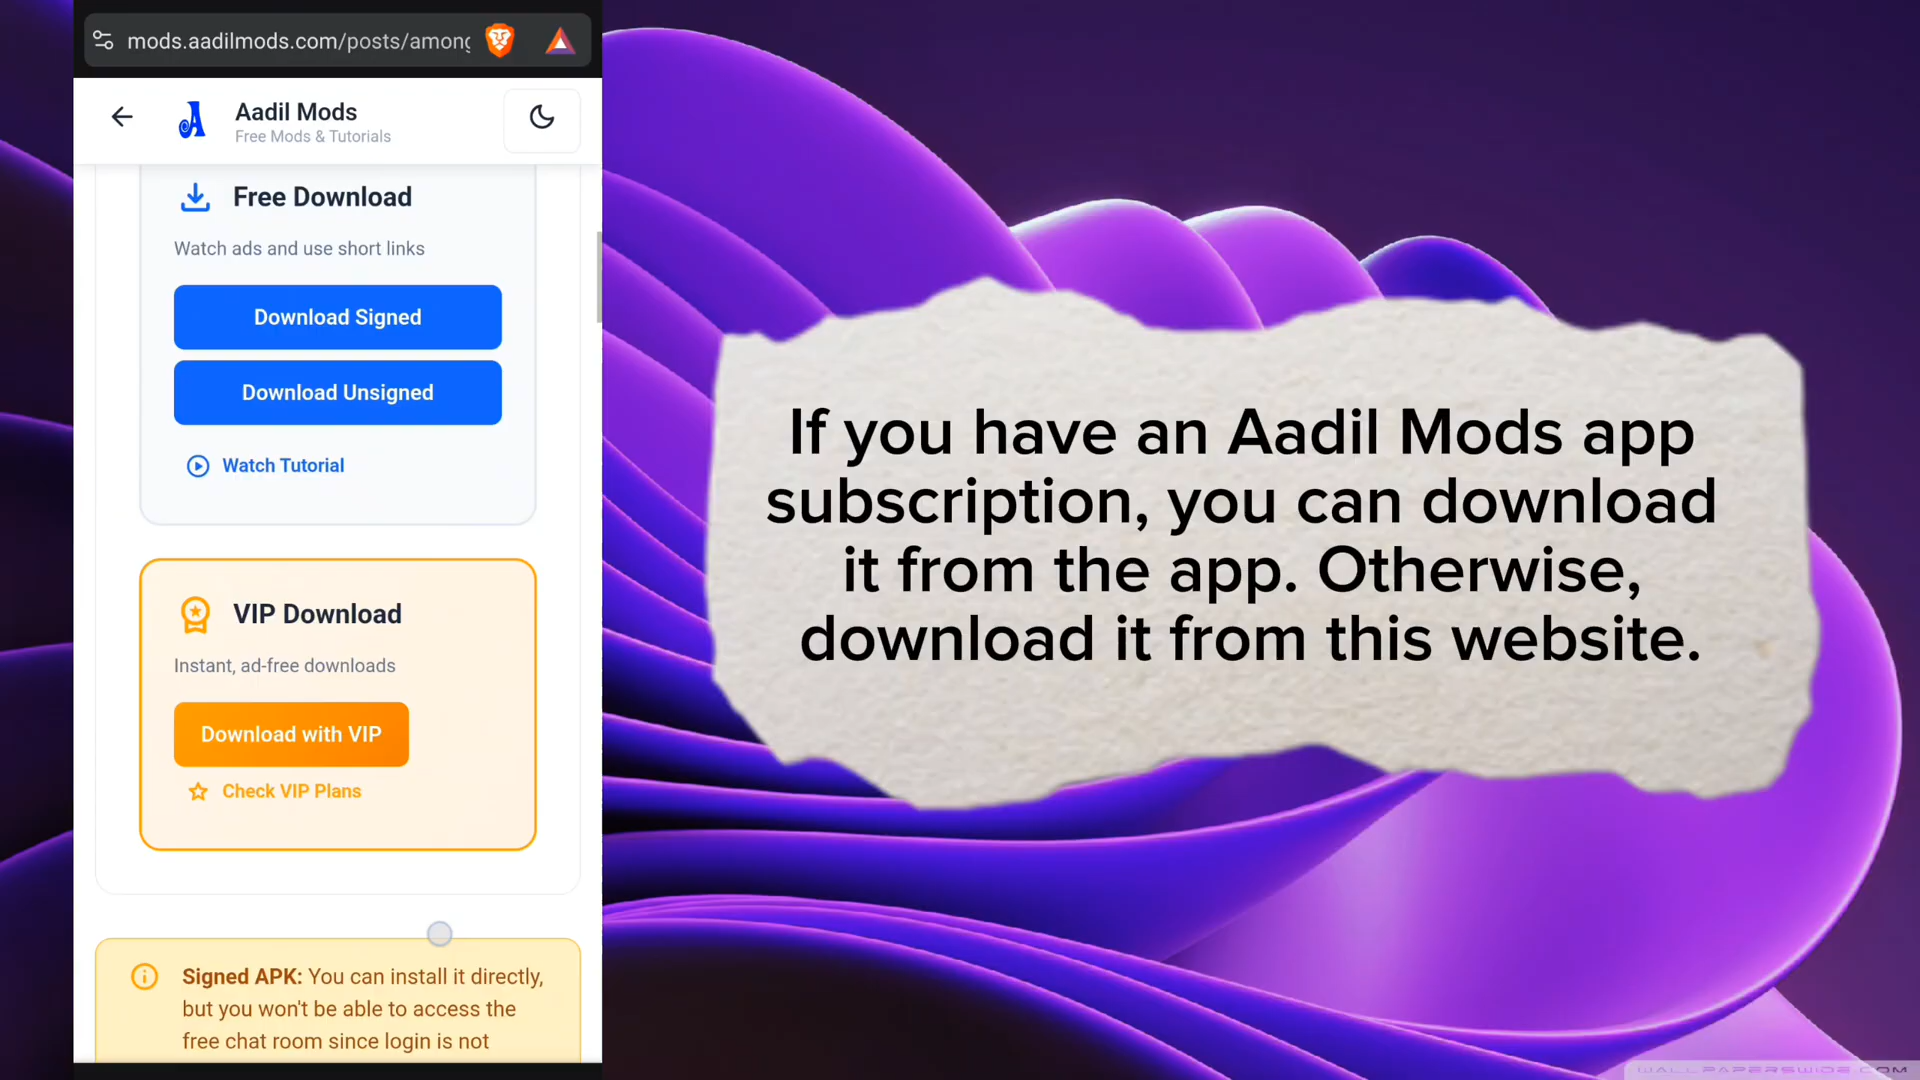 mods.aadilmods.com/posts/among
Aadil Mods
Free Mods & Tutorials
Free Download
Watch ads and use short links
Download Signed
Download Unsigned
Watch Tutorial
VIP Download
Instant, ad-free downloads
Download with VIP
Check VIP Plans
Signed APK: You can install it directly,
but you won't be able to access the
free chat room since login is not
If you have an Aadil Mods app
subscription, you can download
it from the app. Otherwise,
download it from this website.
WALLPAPERSWIDE.COM